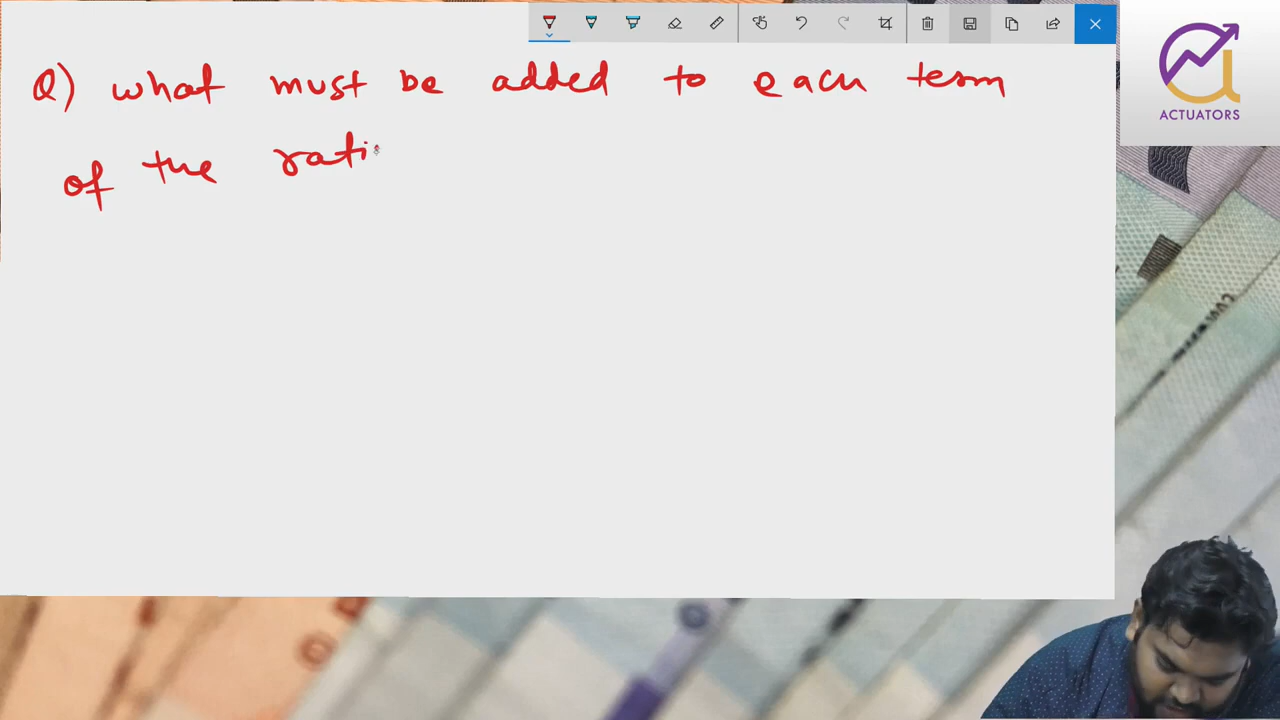 Q) what must be added to each term
of the rati
ACTUATORS